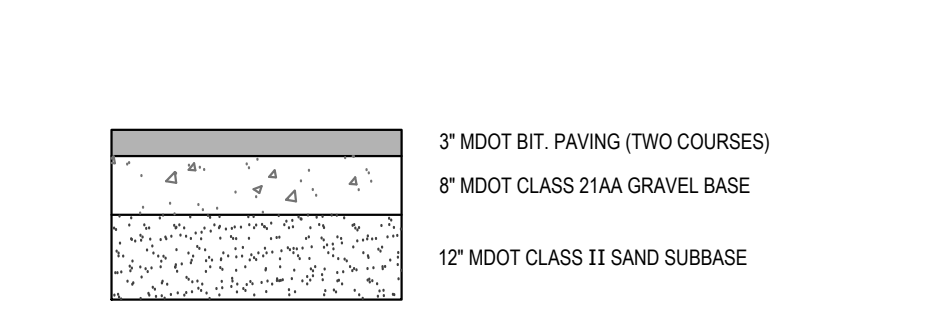 3" MDOT BIT. PAVING (TWO COURSES)
8" MDOT CLASS 21AA GRAVEL BASE
12" MDOT CLASS II SAND SUBBASE